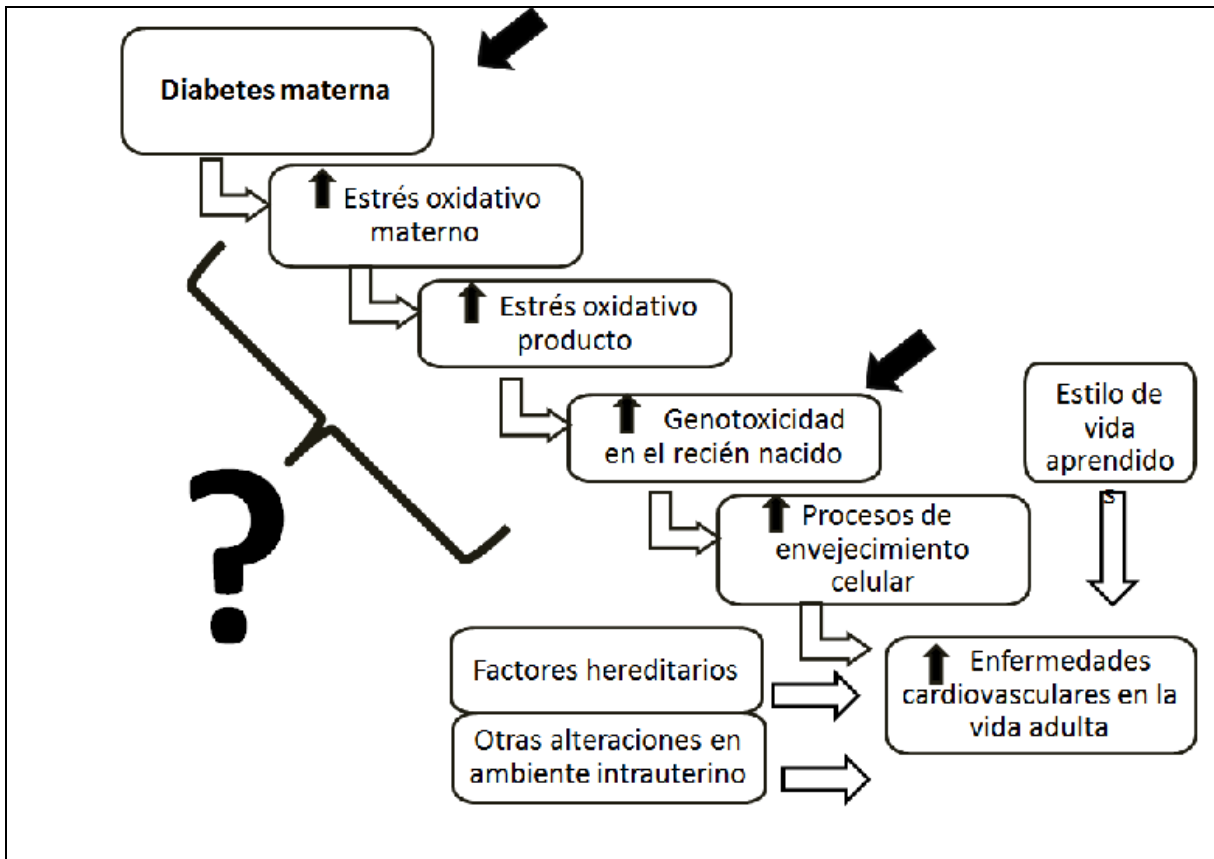 Diabetes materna
Estrés oxidativo
materno
Estrés oxidativo
producto
Genotoxicidad
en el recién nacido
Estilo de
vida
aprendido
s
Procesos de
envejecimiento
celular
Factores hereditarios
Otras alteraciones en
ambiente intrauterino
Enfermedades
cardiovasculares en la
vida adulta
?